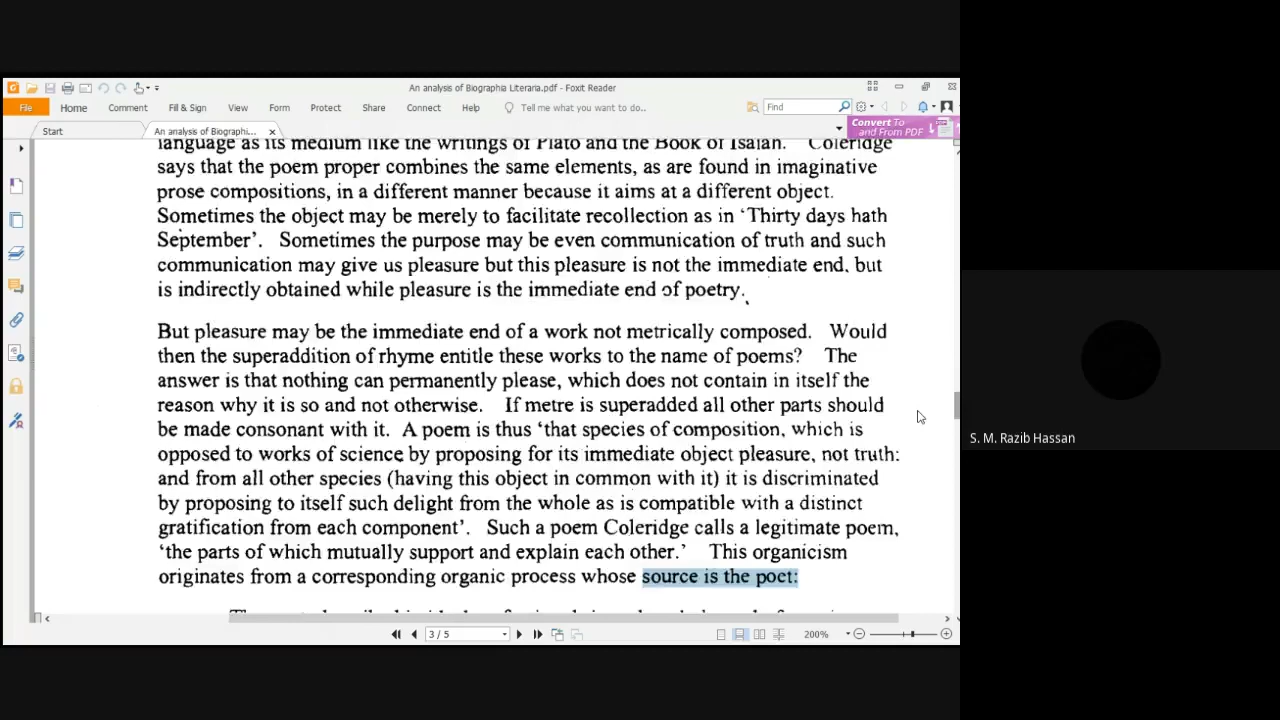 An analysis of Biographia Literaria.pdf - Foxit Reader
File Home Comment Fill & Sign View Form Protect Share Connect Help Tell me what you want to do.. Find
Start An analysis of Biographi... Convert To
and From PDF
language as its medium like the writings of Plato and the Book of Isaiah. Coleridge
says that the poem proper combines the same elements, as are found in imaginative
prose compositions, in a different manner because it aims at a different object.
Sometimes the object may be merely to facilitate recollection as in ‘Thirty days hath
September’. Sometimes the purpose may be even communication of truth and such
communication may give us pleasure but this pleasure is not the immediate end, but
is indirectly obtained while pleasure is the immediate end of poetry.
But pleasure may be the immediate end of a work not metrically composed. Would
then the superaddition of rhyme entitle these works to the name of poems? The
answer is that nothing can permanently please, which does not contain in itself the
reason why it is so and not otherwise. If metre is superadded all other parts should
be made consonant with it. A poem is thus ‘that species of composition, which is
opposed to works of science by proposing for its immediate object pleasure, not truth:
and from all other species (having this object in common with it) it is discriminated
by proposing to itself such delight from the whole as is compatible with a distinct
gratification from each component’. Such a poem Coleridge calls a legitimate poem,
‘the parts of which mutually support and explain each other.’ This organicism
originates from a corresponding organic process whose source is the poet:
3 / 5 200%
S. M. Razib Hassan